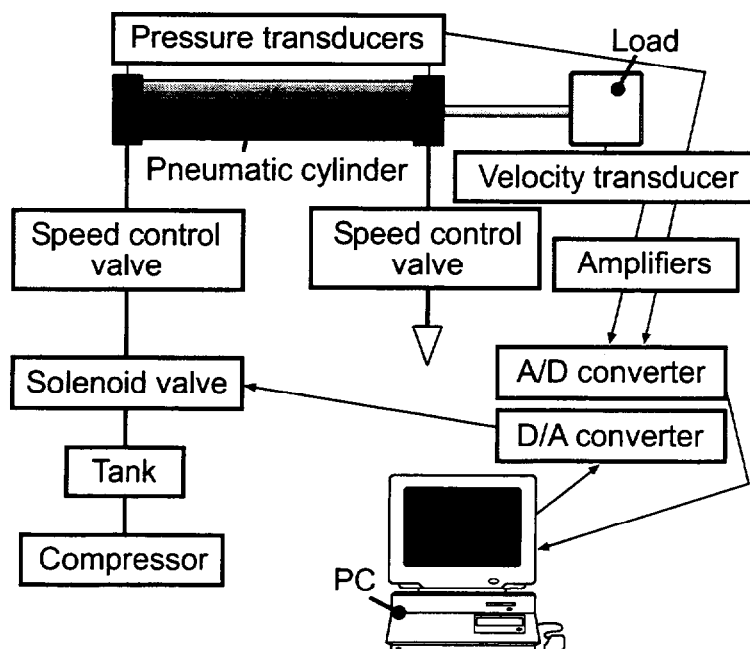 Pressure transducers
Load
Pneumatic cylinder
Velocity transducer
Speed control
valve
Speed control
valve
Amplifiers
Solenoid valve
A/D converter
D/A converter
Tank
Compressor
PC